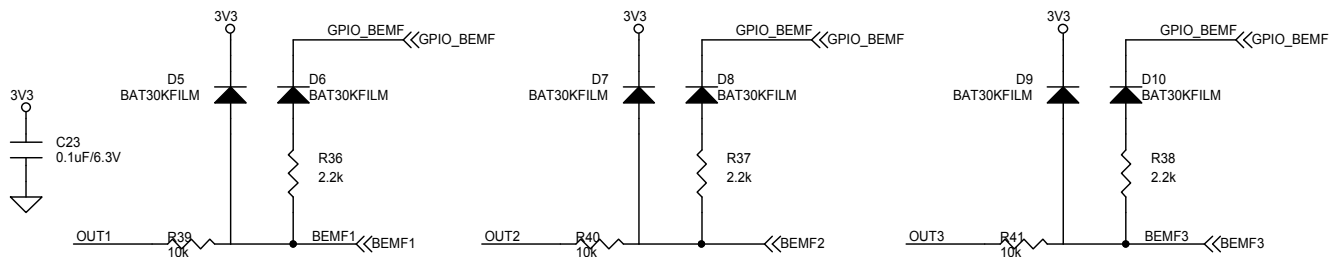 3V3
C23
0.1uF/6.3V
3V3
GPIO_BEMF
GPIO_BEMF
D5
BAT30KFILM
D6
BAT30KFILM
R36
2.2k
OUT1
R39
10k
BEMF1
BEMF1
3V3
GPIO_BEMF
GPIO_BEMF
D7
BAT30KFILM
D8
BAT30KFILM
R37
2.2k
OUT2
R40
10k
BEMF2
3V3
GPIO_BEMF
GPIO_BEMF
D9
BAT30KFILM
D10
BAT30KFILM
R38
2.2k
OUT3
R41
10k
BEMF3
BEMF3